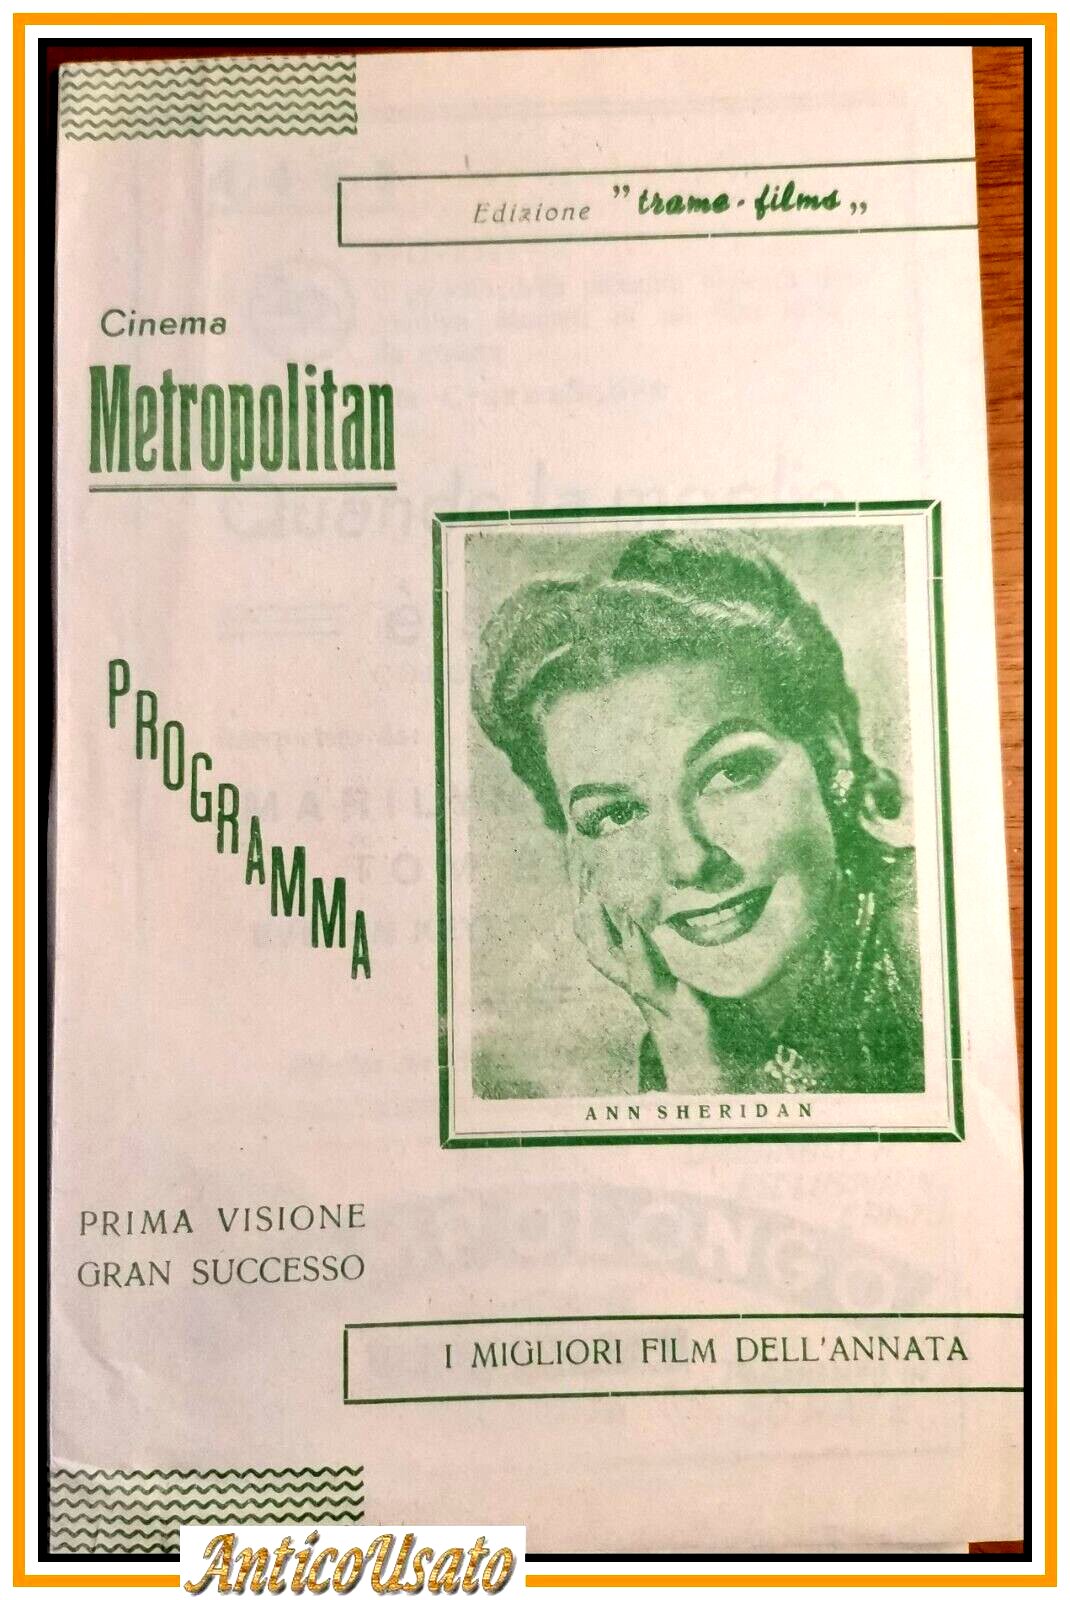 Edizione "trame-films„
Cinema
Metropolitan
PROGRAMMA
ANN SHERIDAN
PRIMA VISIONE
GRAN SUCCESSO
I MIGLIORI FILM DELL'ANNATA
AnticoUsato